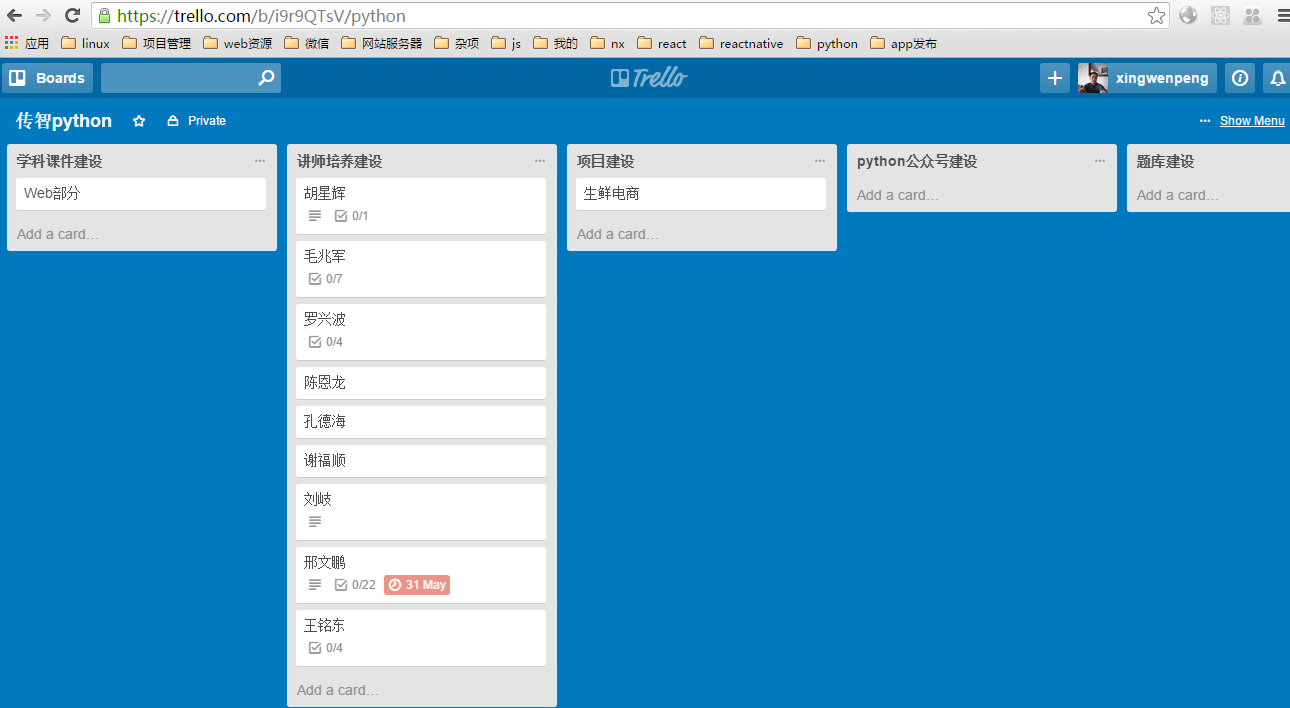 https://trello.com/b/i9r9QTsV/python
应用 linux 项目管理 web资源 微信 网站服务器 杂项 js 我的 nx react reactnative python app发布
Boards Trello xingwenpeng
传智python Private Show Menu
学科课件建设
Web部分
Add a card…
讲师培养建设
胡星辉
0/1
毛兆军
0/7
罗兴波
0/4
陈恩龙
孔德海
谢福顺
刘岐
邢文鹏
0/22 31 May
王铭东
0/4
Add a card…
项目建设
生鲜电商
Add a card…
python公众号建设
Add a card…
题库建设
Add a card…